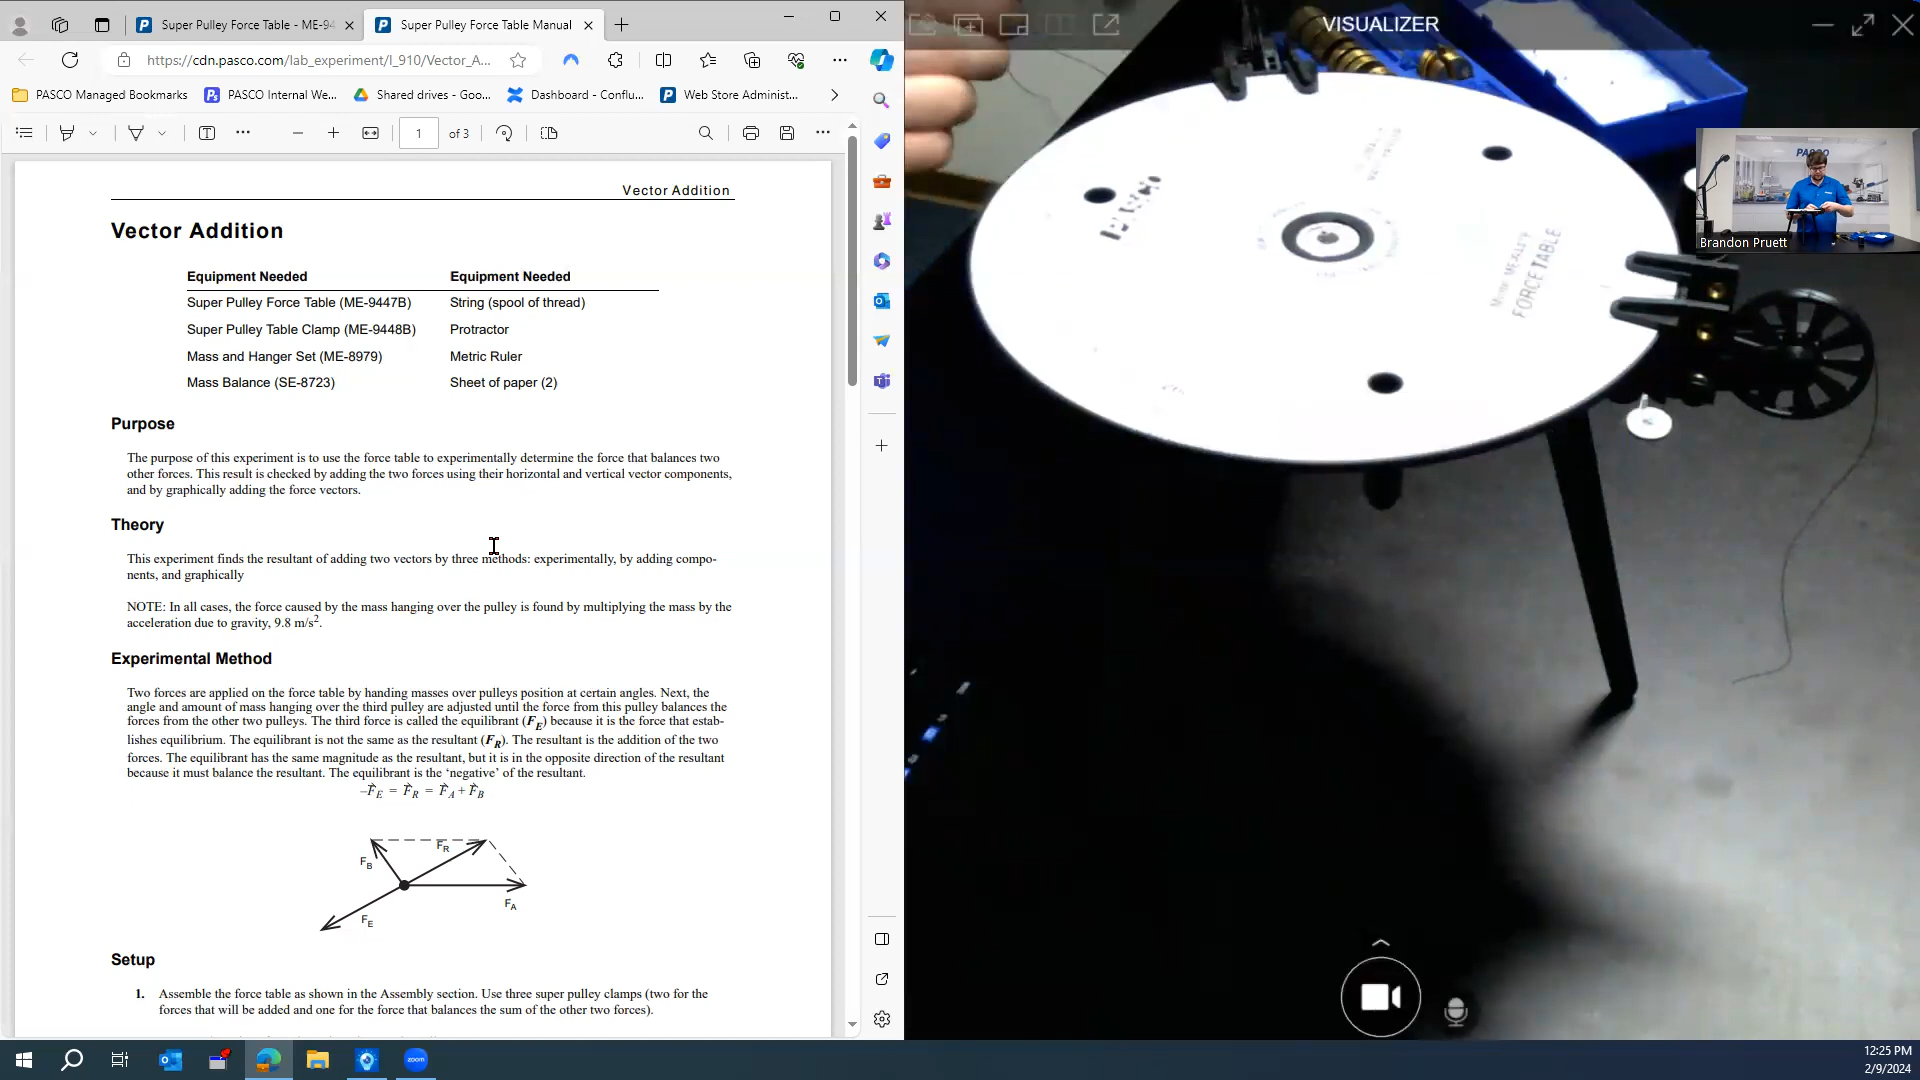 Super Pulley Force Table - ME-94
Super Pulley Force Table Manual
https://cdn.pasco.com/lab_experiment/I_910/Vector_A...
PASCO Managed Bookmarks
PASCO Internal We...
Shared drives - Goo...
Dashboard - Conflu...
Web Store Administ...
1 of 3
Vector Addition
Vector Addition
Equipment Needed Equipment Needed
Super Pulley Force Table (ME-9447B) String (spool of thread)
Super Pulley Table Clamp (ME-9448B) Protractor
Mass and Hanger Set (ME-8979) Metric Ruler
Mass Balance (SE-8723) Sheet of paper (2)
Purpose
The purpose of this experiment is to use the force table to experimentally determine the force that balances two
other forces. This result is checked by adding the two forces using their horizontal and vertical vector components,
and by graphically adding the force vectors.
Theory
This experiment finds the resultant of adding two vectors by three methods: experimentally, by adding compo-
nents, and graphically
NOTE: In all cases, the force caused by the mass hanging over the pulley is found by multiplying the mass by the
acceleration due to gravity, 9.8 m/s².
Experimental Method
Two forces are applied on the force table by handing masses over pulleys position at certain angles. Next, the
angle and amount of mass hanging over the third pulley are adjusted until the force from this pulley balances the
forces from the other two pulleys. The third force is called the equilibrant (F_E) because it is the force that estab-
lishes equilibrium. The equilibrant is not the same as the resultant (F_R). The resultant is the addition of the two
forces. The equilibrant has the same magnitude as the resultant, but it is in the opposite direction of the resultant
because it must balance the resultant. The equilibrant is the ‘negative’ of the resultant.
–F⃗_E = F⃗_R = F⃗_A + F⃗_B
F_R
F_B
F_A
F_E
Setup
1. Assemble the force table as shown in the Assembly section. Use three super pulley clamps (two for the
forces that will be added and one for the force that balances the sum of the other two forces).
VISUALIZER
FORCE TABLE
PASCO
Brandon Pruett
zoom
12:25 PM
2/9/2024